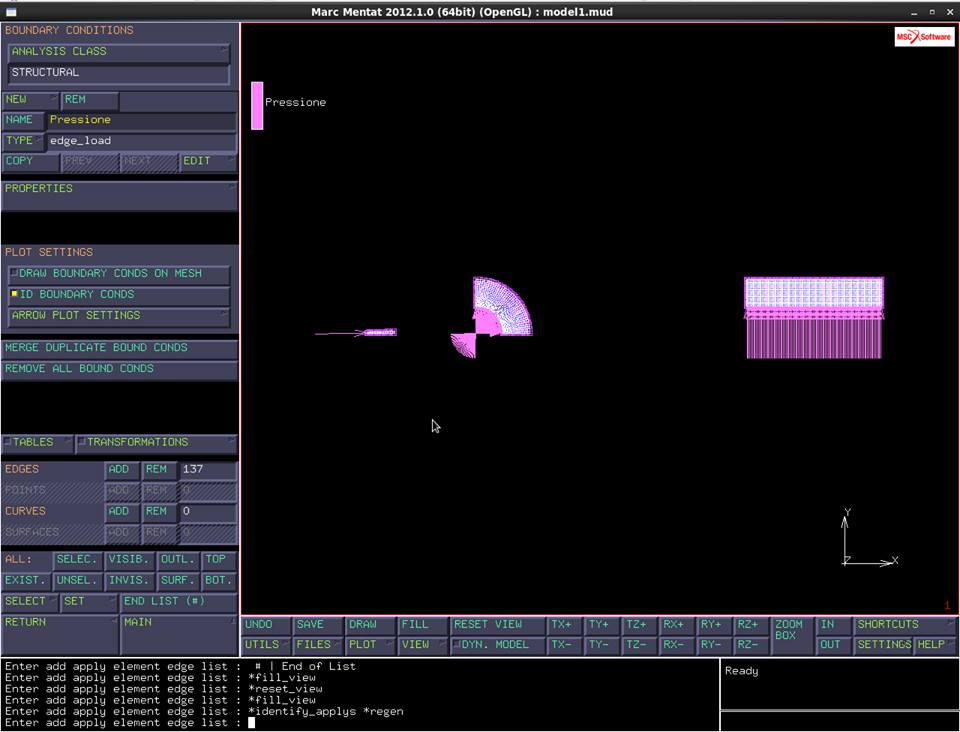 Marc Mentat 2012.1.0 (64bit) (OpenGL) : model1.mud
BOUNDARY CONDITIONS
ANALYSIS CLASS
STRUCTURAL
NEW REM
NAME Pressione
TYPE edge_load
COPY PREV NEXT EDIT
PROPERTIES
PLOT SETTINGS
DRAW BOUNDARY CONDS ON MESH
ID BOUNDARY CONDS
ARROW PLOT SETTINGS
MERGE DUPLICATE BOUND CONDS
REMOVE ALL BOUND CONDS
TABLES TRANSFORMATIONS
EDGES ADD REM 137
POINTS ADD REM 0
CURVES ADD REM 0
SURFACES ADD REM 0
ALL: SELEC. VISIB. OUTL. TOP
EXIST. UNSEL. INVIS. SURF. BOT.
SELECT SET END LIST (#)
RETURN MAIN
MSC Software
Pressione
Y
Z X
1
UNDO SAVE DRAW FILL RESET VIEW TX+ TY+ TZ+ RX+ RY+ RZ+ ZOOM BOX IN SHORTCUTS
UTILS FILES PLOT VIEW DYN. MODEL TX- TY- TZ- RX- RY- RZ- OUT SETTINGS HELP
Enter add apply element edge list :  # | End of List
Enter add apply element edge list : *fill_view
Enter add apply element edge list : *reset_view
Enter add apply element edge list : *fill_view
Enter add apply element edge list : *identify_applys *regen
Enter add apply element edge list :
Ready